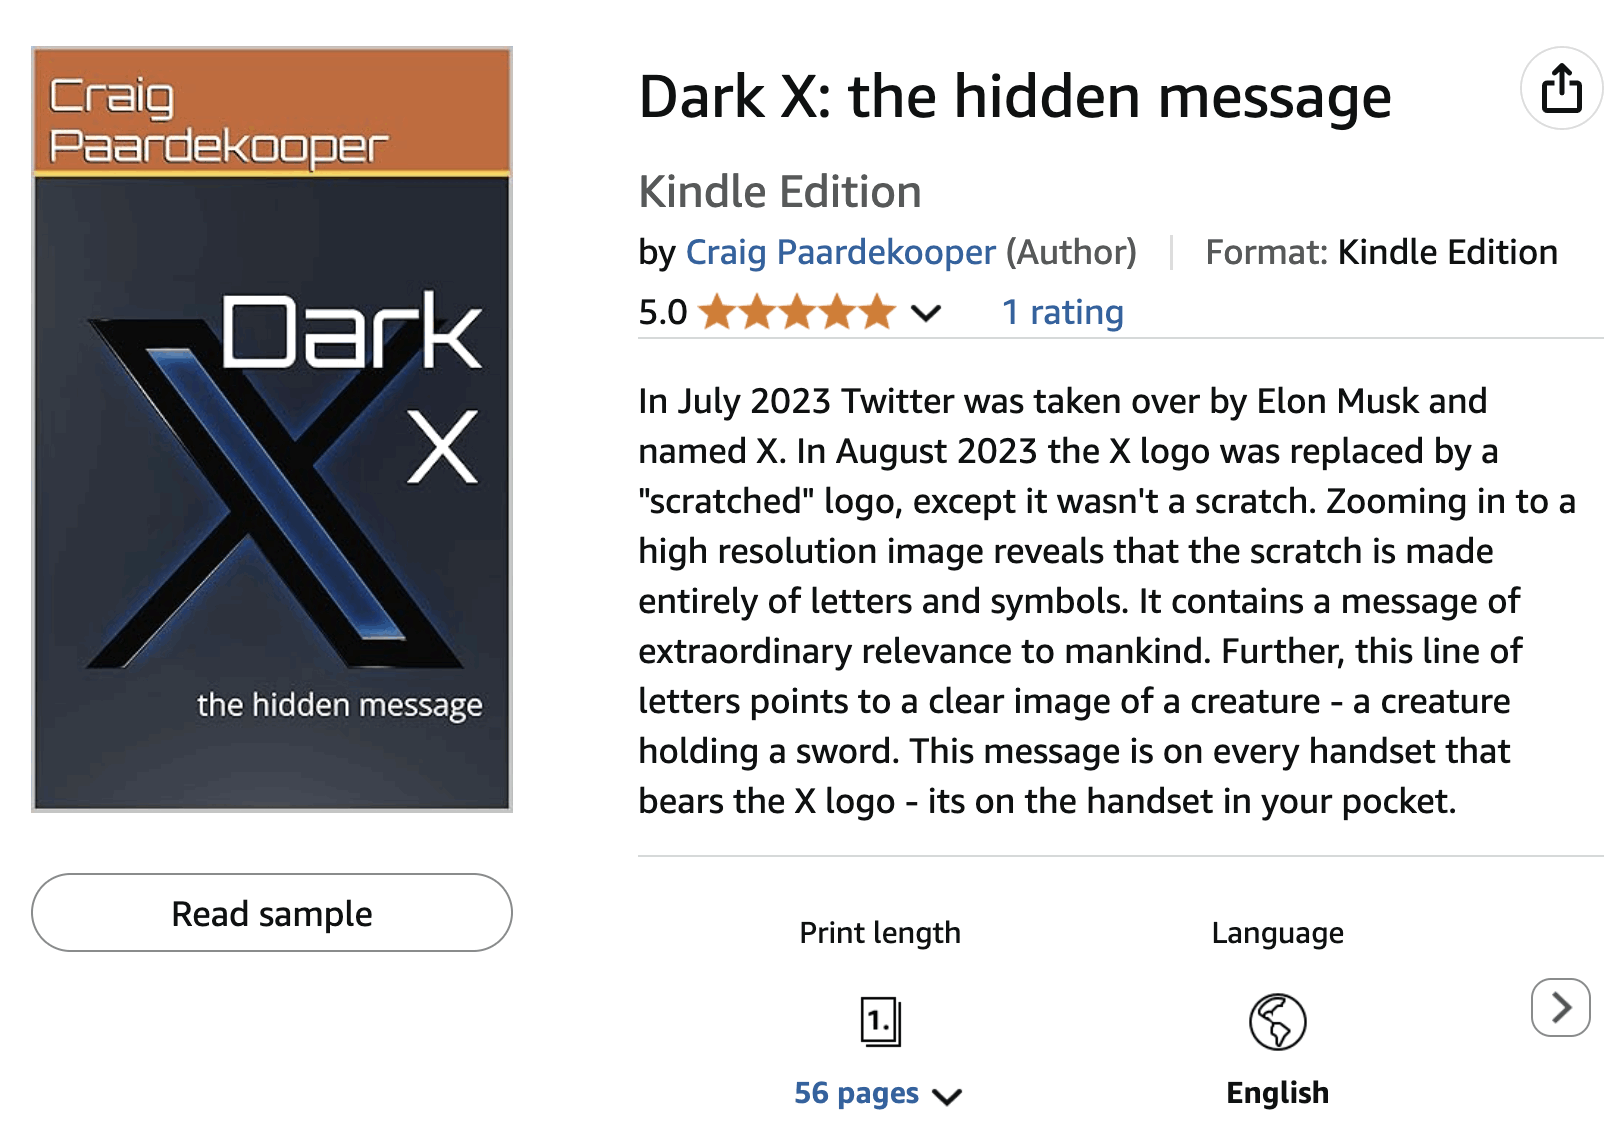 Craig
Paardekooper
Dark
X
the hidden message
Read sample
Dark X: the hidden message
Kindle Edition
by Craig Paardekooper (Author) Format: Kindle Edition
5.0 1 rating
In July 2023 Twitter was taken over by Elon Musk and
named X. In August 2023 the X logo was replaced by a
"scratched" logo, except it wasn't a scratch. Zooming in to a
high resolution image reveals that the scratch is made
entirely of letters and symbols. It contains a message of
extraordinary relevance to mankind. Further, this line of
letters points to a clear image of a creature - a creature
holding a sword. This message is on every handset that
bears the X logo - its on the handset in your pocket.
Print length
1.
56 pages
Language
English